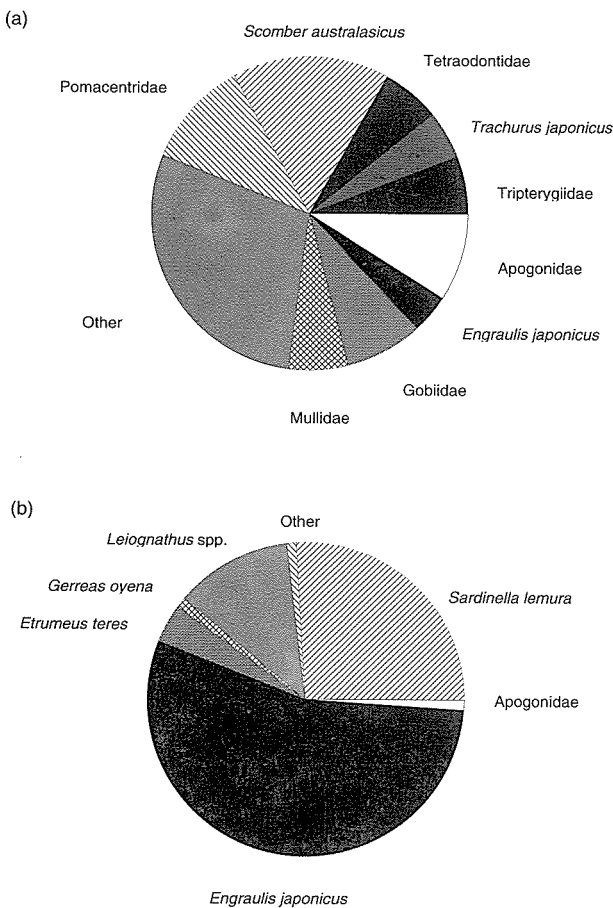 (a)
Scomber australasicus
Tetraodontidae
Pomacentridae
Trachurus japonicus
Tripterygiidae
Apogonidae
Other
Engraulis japonicus
Gobiidae
Mullidae
(b)
Other
Leiognathus spp.
Gerreas oyena
Sardinella lemura
Etrumeus teres
Apogonidae
Engraulis japonicus